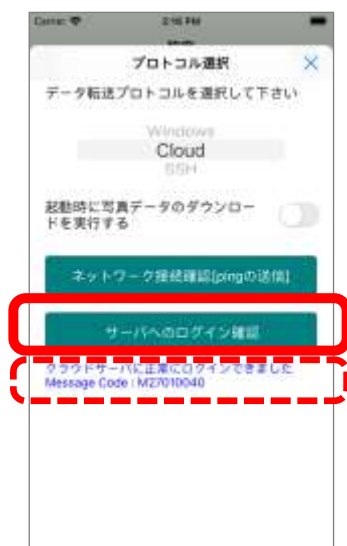 Carrier 2:16 PM
プロトコル選択
データ転送プロトコルを選択して下さい
Windows
Cloud
SSH
起動時に写真データのダウンロー
ドを実行する
ネットワーク接続確認[pingの送信]
サーバへのログイン確認
クラウドサーバに正常にログインできました
Message Code : M27010040